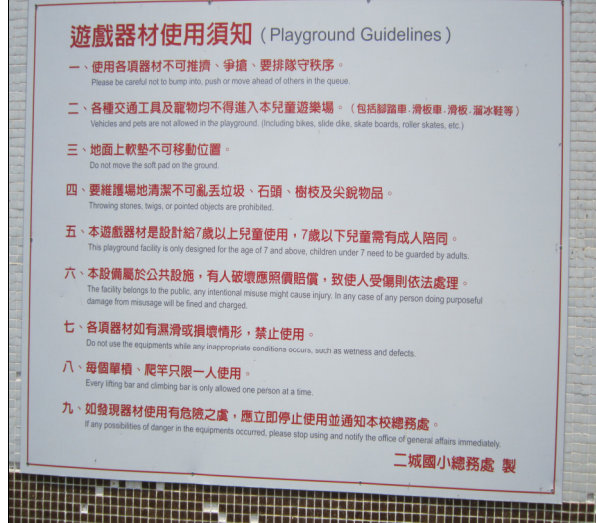 遊戲器材使用須知 (Playground Guidelines)
一、使用各項器材不可推擠、爭搶、要排隊守秩序。
Please be careful not to bump into, push or move ahead of others in the queue.
二、各種交通工具及寵物均不得進入本兒童遊樂場。(包括腳踏車.滑板車.滑板.溜冰鞋等)
Vehicles and pets are not allowed in the playground. (Including bikes, slide dike, skate boards, roller skates, etc.)
三、地面上軟墊不可移動位置。
Do not move the soft pad on the ground.
四、要維護場地清潔不可亂丟垃圾、石頭、樹枝及尖銳物品。
Throwing stones, twigs, or pointed objects are prohibited.
五、本遊戲器材是設計給7歲以上兒童使用，7歲以下兒童需有成人陪同。
This playground facility is only designed for the age of 7 and above, children under 7 need to be guarded by adults.
六、本設備屬於公共設施，有人破壞應照價賠償，致使人受傷則依法處理。
The facility belongs to the public, any intentional misuse might cause injury. In any case of any person doing purposeful
damage from misusage will be fined and charged.
七、各項器材如有濕滑或損壞情形，禁止使用。
Do not use the equipments while any inappropriate conditions occurs, such as wetness and defects.
八、每個單槓、爬竿只限一人使用。
Every lifting bar and climbing bar is only allowed one person at a time.
九、如發現器材使用有危險之虞，應立即停止使用並通知本校總務處。
If any possibilities of danger in the equipments occurred, please stop using and notify the office of general affairs immediately.
二城國小總務處 製